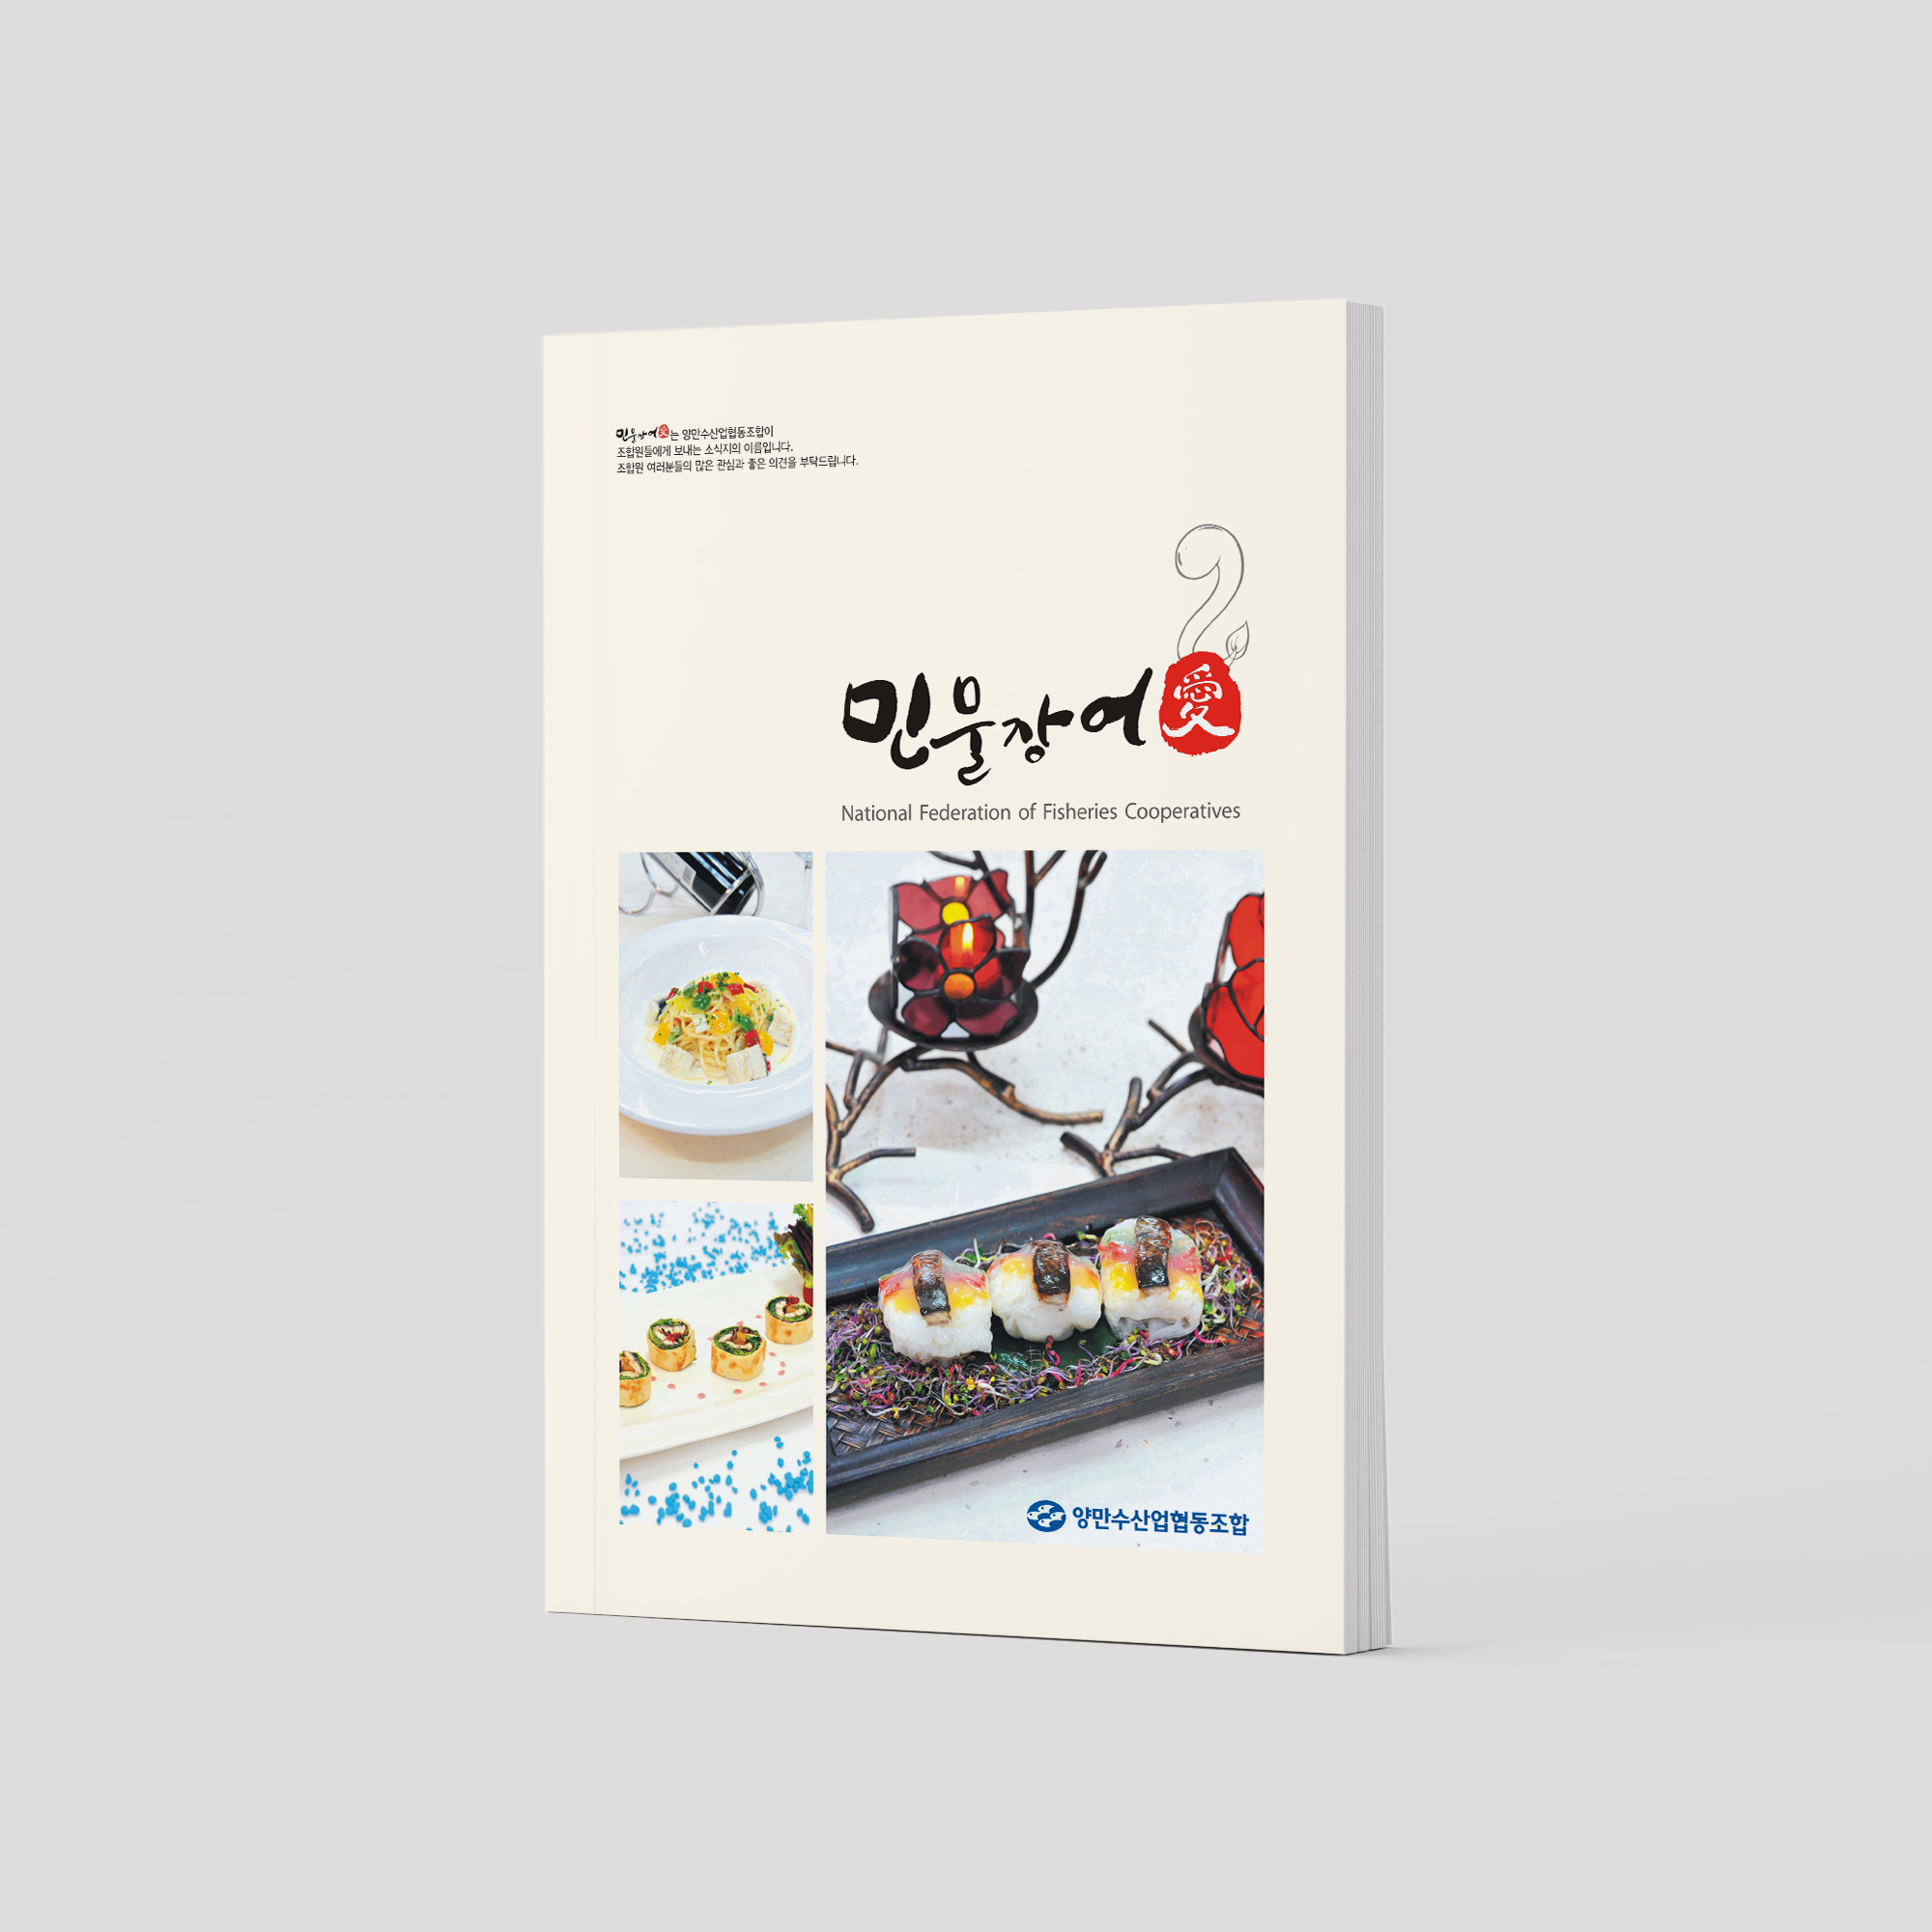 민물장어愛는 양만수산업협동조합이
조합원들에게 보내는 소식지의 이름입니다.
조합원 여러분들의 많은 관심과 좋은 의견을 부탁드립니다.
민물장어愛
National Federation of Fisheries Cooperatives
양만수산업협동조합